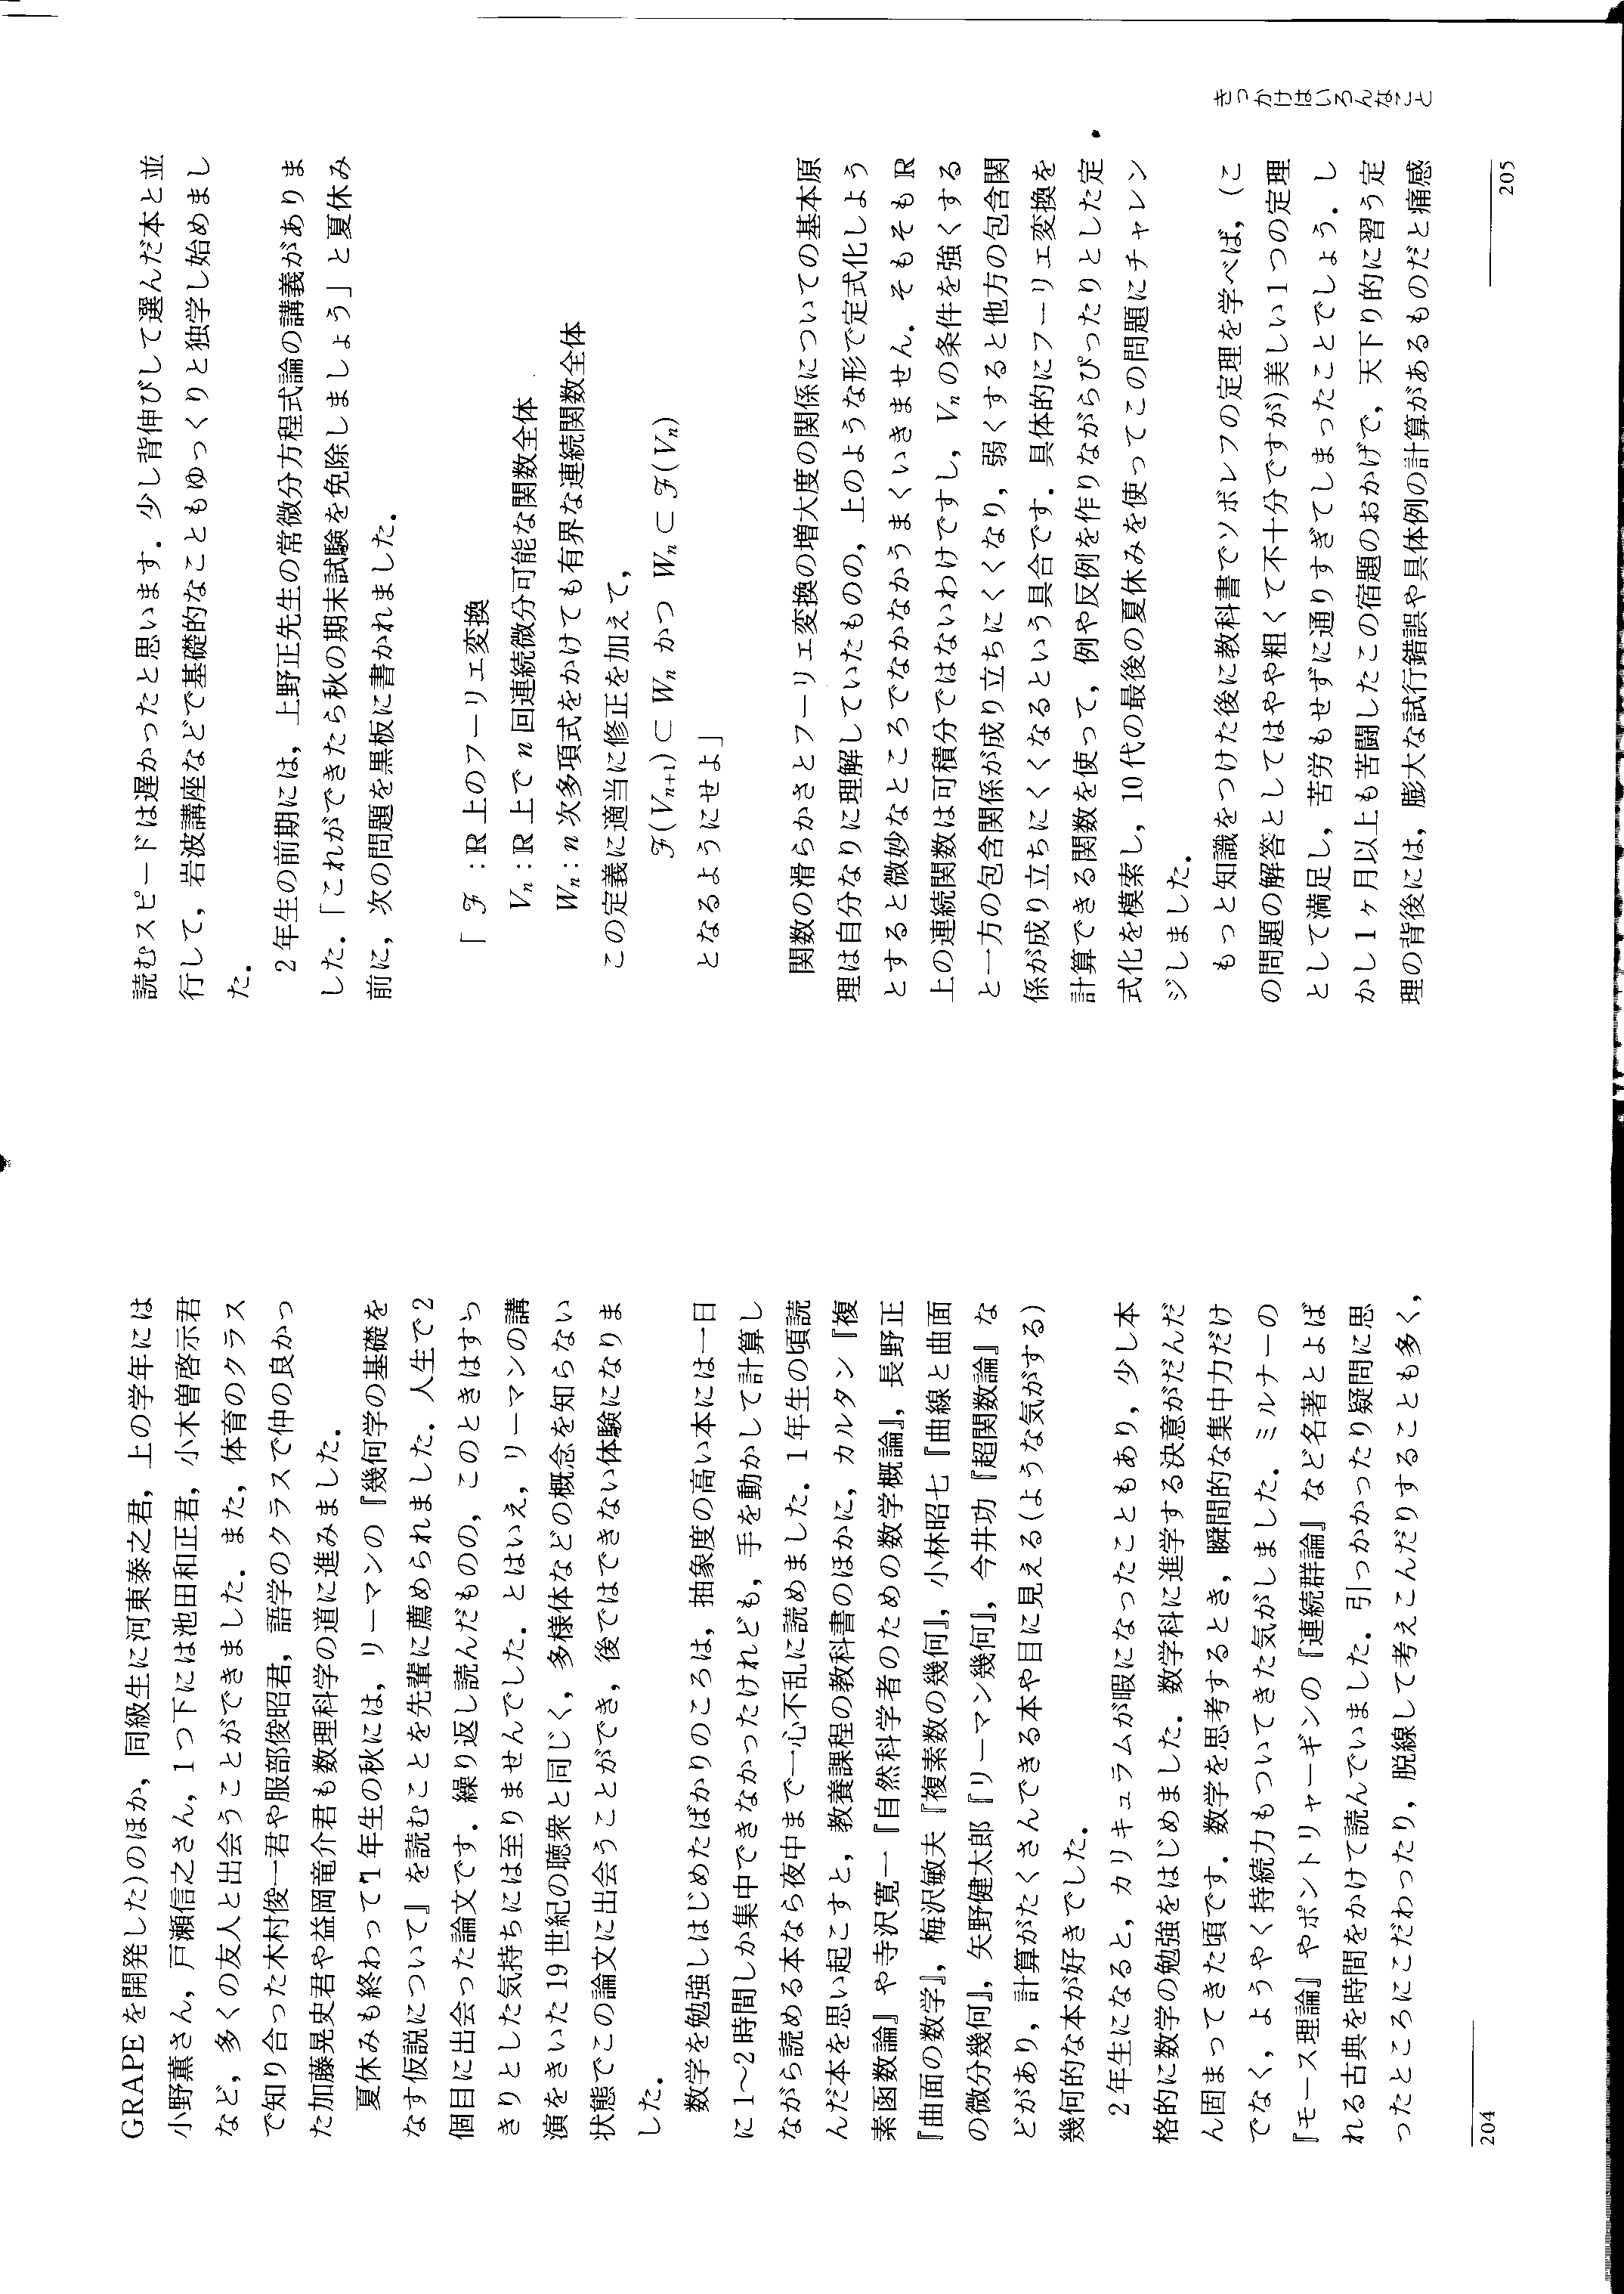 GRAPE を開発した)のほか，同級生に河東泰之君，上の学年には
小野薫さん，戸瀬信之さん，1 つ下には池田和正君，小木曽啓示君
など，多くの友人と出会うことができました．また，体育のクラス
で知り合った木村俊一君や服部俊昭君，語学のクラスで仲の良かっ
た加藤晃史君や益岡竜介君も数理科学の道に進みました．
夏休みも終わって1 年生の秋には，リーマンの『幾何学の基礎を
なす仮説について』を読むことを先輩に薦められました．人生で 2
個目に出会った論文です．繰り返し読んだものの，このときはすっ
きりとした気持ちには至りませんでした．とはいえ，リーマンの講
演をきいた 19 世紀の聴衆と同じく，多様体などの概念を知らない
状態でこの論文に出会うことができ，後ではできない体験になりま
した．
数学を勉強しはじめたばかりのころは，抽象度の高い本には一日
に 1〜2 時間しか集中できなかったけれども，手を動かして計算し
ながら読める本なら夜中まで一心不乱に読めました．1 年生の頃読
んだ本を思い起こすと，教養課程の教科書のほかに，カルタン『複
素函数論』や寺沢寛一『自然科学者のための数学概論』，長野正
『曲面の数学』，梅沢敏夫『複素数の幾何』，小林昭七『曲線と曲面
の微分幾何』，矢野健太郎『リーマン幾何』，今井功『超関数論』な
どがあり，計算がたくさんできる本や目に見える(ような気がする)
幾何的な本が好きでした．
2 年生になると，カリキュラムが暇になったこともあり，少し本
格的に数学の勉強をはじめました．数学科に進学する決意がだんだ
ん固まってきた頃です．数学を思考するとき，瞬間的な集中力だけ
でなく，ようやく持続力もついてきた気がしました．ミルナーの
『モース理論』やポントリャーギンの『連続群論』など名著とよば
れる古典を時間をかけて読んでいました．引っかかったり疑問に思
ったところにこだわったり，脱線して考えこんだりすることも多く，
204
読むスピードは遅かったと思います．少し背伸びして選んだ本と並
行して，岩波講座などで基礎的なこともゆっくりと独学し始めまし
た．
2 年生の前期には，上野正先生の常微分方程式論の講義がありま
した．「これができたら秋の期末試験を免除しましょう」と夏休み
前に，次の問題を黒板に書かれました．
「 ℱ : ℝ 上のフーリエ変換
Vₙ : ℝ 上で n 回連続微分可能な関数全体
Wₙ : n 次多項式をかけても有界な連続関数全体
この定義に適当に修正を加えて，
ℱ(Vₙ₊₁) ⊂ Wₙ かつ Wₙ ⊂ ℱ(Vₙ)
となるようにせよ」
関数の滑らかさとフーリエ変換の増大度の関係についての基本原
理は自分なりに理解していたものの，上のような形で定式化しよう
とすると微妙なところでなかなかうまくいきません．そもそも ℝ
上の連続関数は可積分ではないわけですし，Vₙ の条件を強くする
と一方の包含関係が成り立ちにくくなり，弱くすると他方の包含関
係が成り立ちにくくなるという具合です．具体的にフーリエ変換を
計算できる関数を使って，例や反例を作りながらぴったりとした定
式化を模索し，10 代の最後の夏休みを使ってこの問題にチャレン
ジしました．
もっと知識をつけた後に教科書でソボレフの定理を学べば，(こ
の問題の解答としてはやや粗くて不十分ですが)美しい 1 つの定理
として満足し，苦労もせずに通りすぎてしまったことでしょう．し
かし 1 ヶ月以上も苦闘したこの宿題のおかげで，天下り的に習う定
理の背後には，膨大な試行錯誤や具体例の計算があるものだと痛感
きっかけはいろんなこと
205